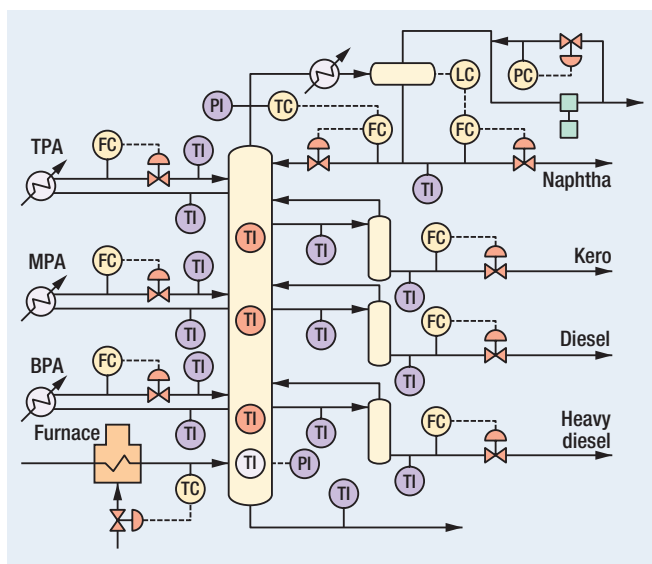 LC
PC
PI
TC
FC
FC
TPA
FC
TI
Naphtha
TI
TI
TI
TI
FC
Kero
MPA
FC
TI
TI
TI
TI
TI
FC
Diesel
BPA
FC
TI
TI
TI
TI
TI
FC
Heavy
diesel
Furnace
TI
PI
TI
TC
TI